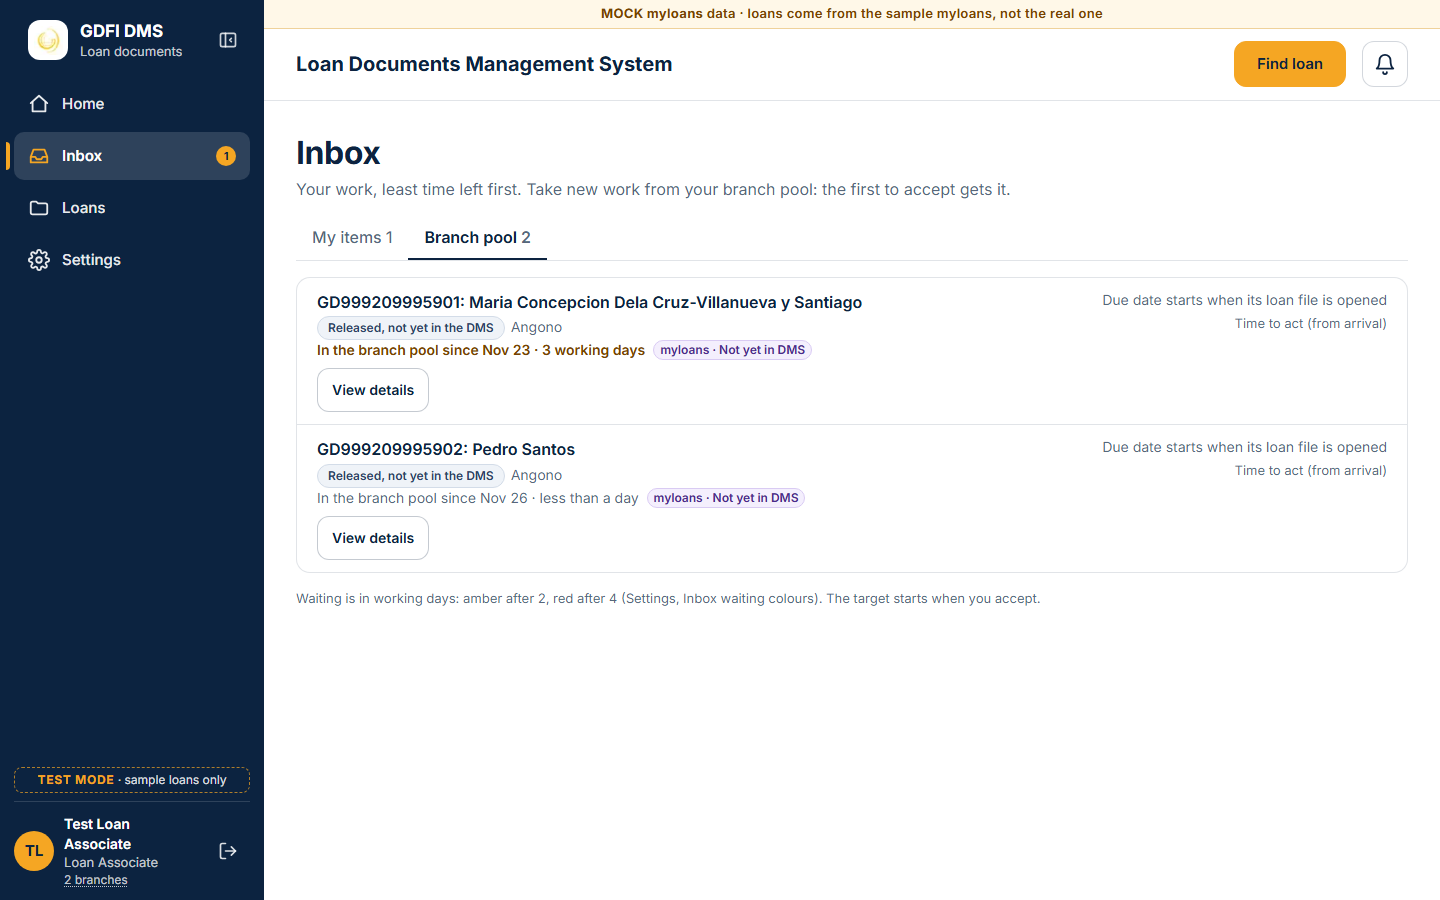 MOCK myloans data · loans come from the sample myloans, not the real one
GDFI DMS
Loan documents
Home
Inbox 1
Loans
Settings
TEST MODE · sample loans only
TL
Test Loan
Associate
Loan Associate
2 branches
Loan Documents Management System
Find loan
Inbox
Your work, least time left first. Take new work from your branch pool: the first to accept gets it.
My items 1 Branch pool 2
GD999209995901: Maria Concepcion Dela Cruz-Villanueva y Santiago
Due date starts when its loan file is opened
Released, not yet in the DMS Angono
Time to act (from arrival)
In the branch pool since Nov 23 · 3 working days myloans · Not yet in DMS
View details
GD999209995902: Pedro Santos
Due date starts when its loan file is opened
Released, not yet in the DMS Angono
Time to act (from arrival)
In the branch pool since Nov 26 · less than a day myloans · Not yet in DMS
View details
Waiting is in working days: amber after 2, red after 4 (Settings, Inbox waiting colours). The target starts when you accept.